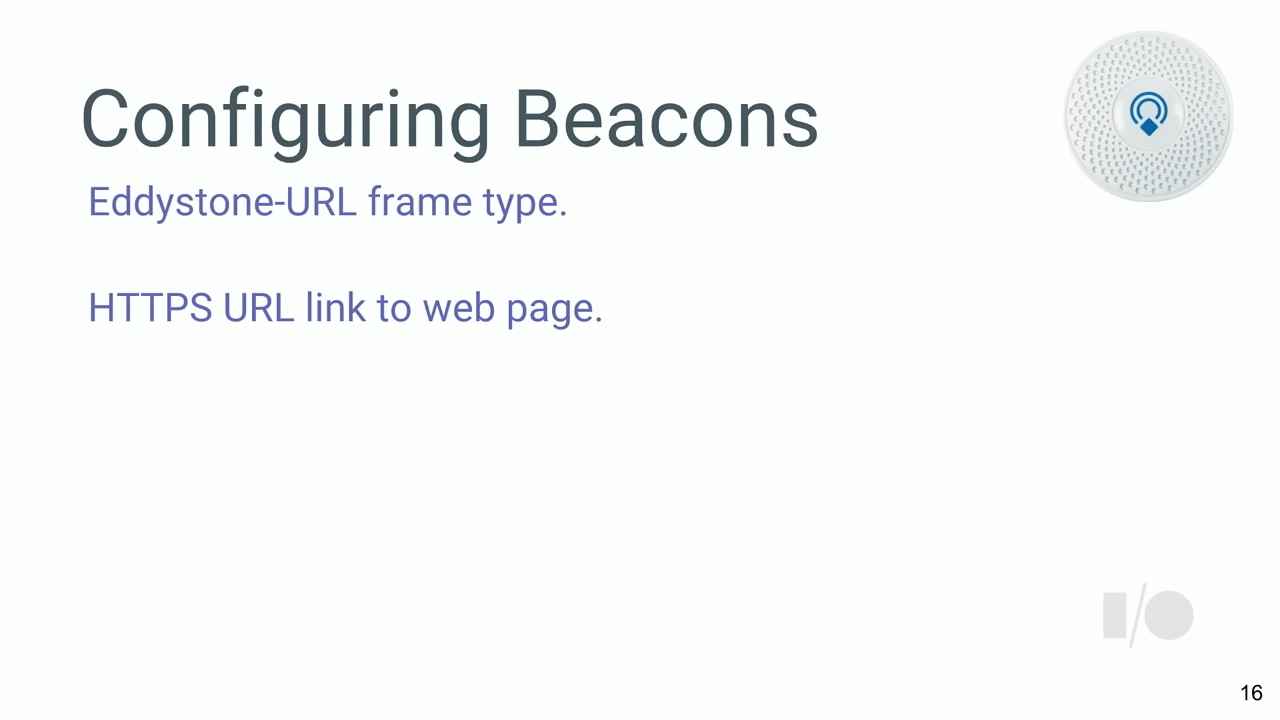 Configuring Beacons
Eddystone-URL frame type.
HTTPS URL link to web page.
I/O
16